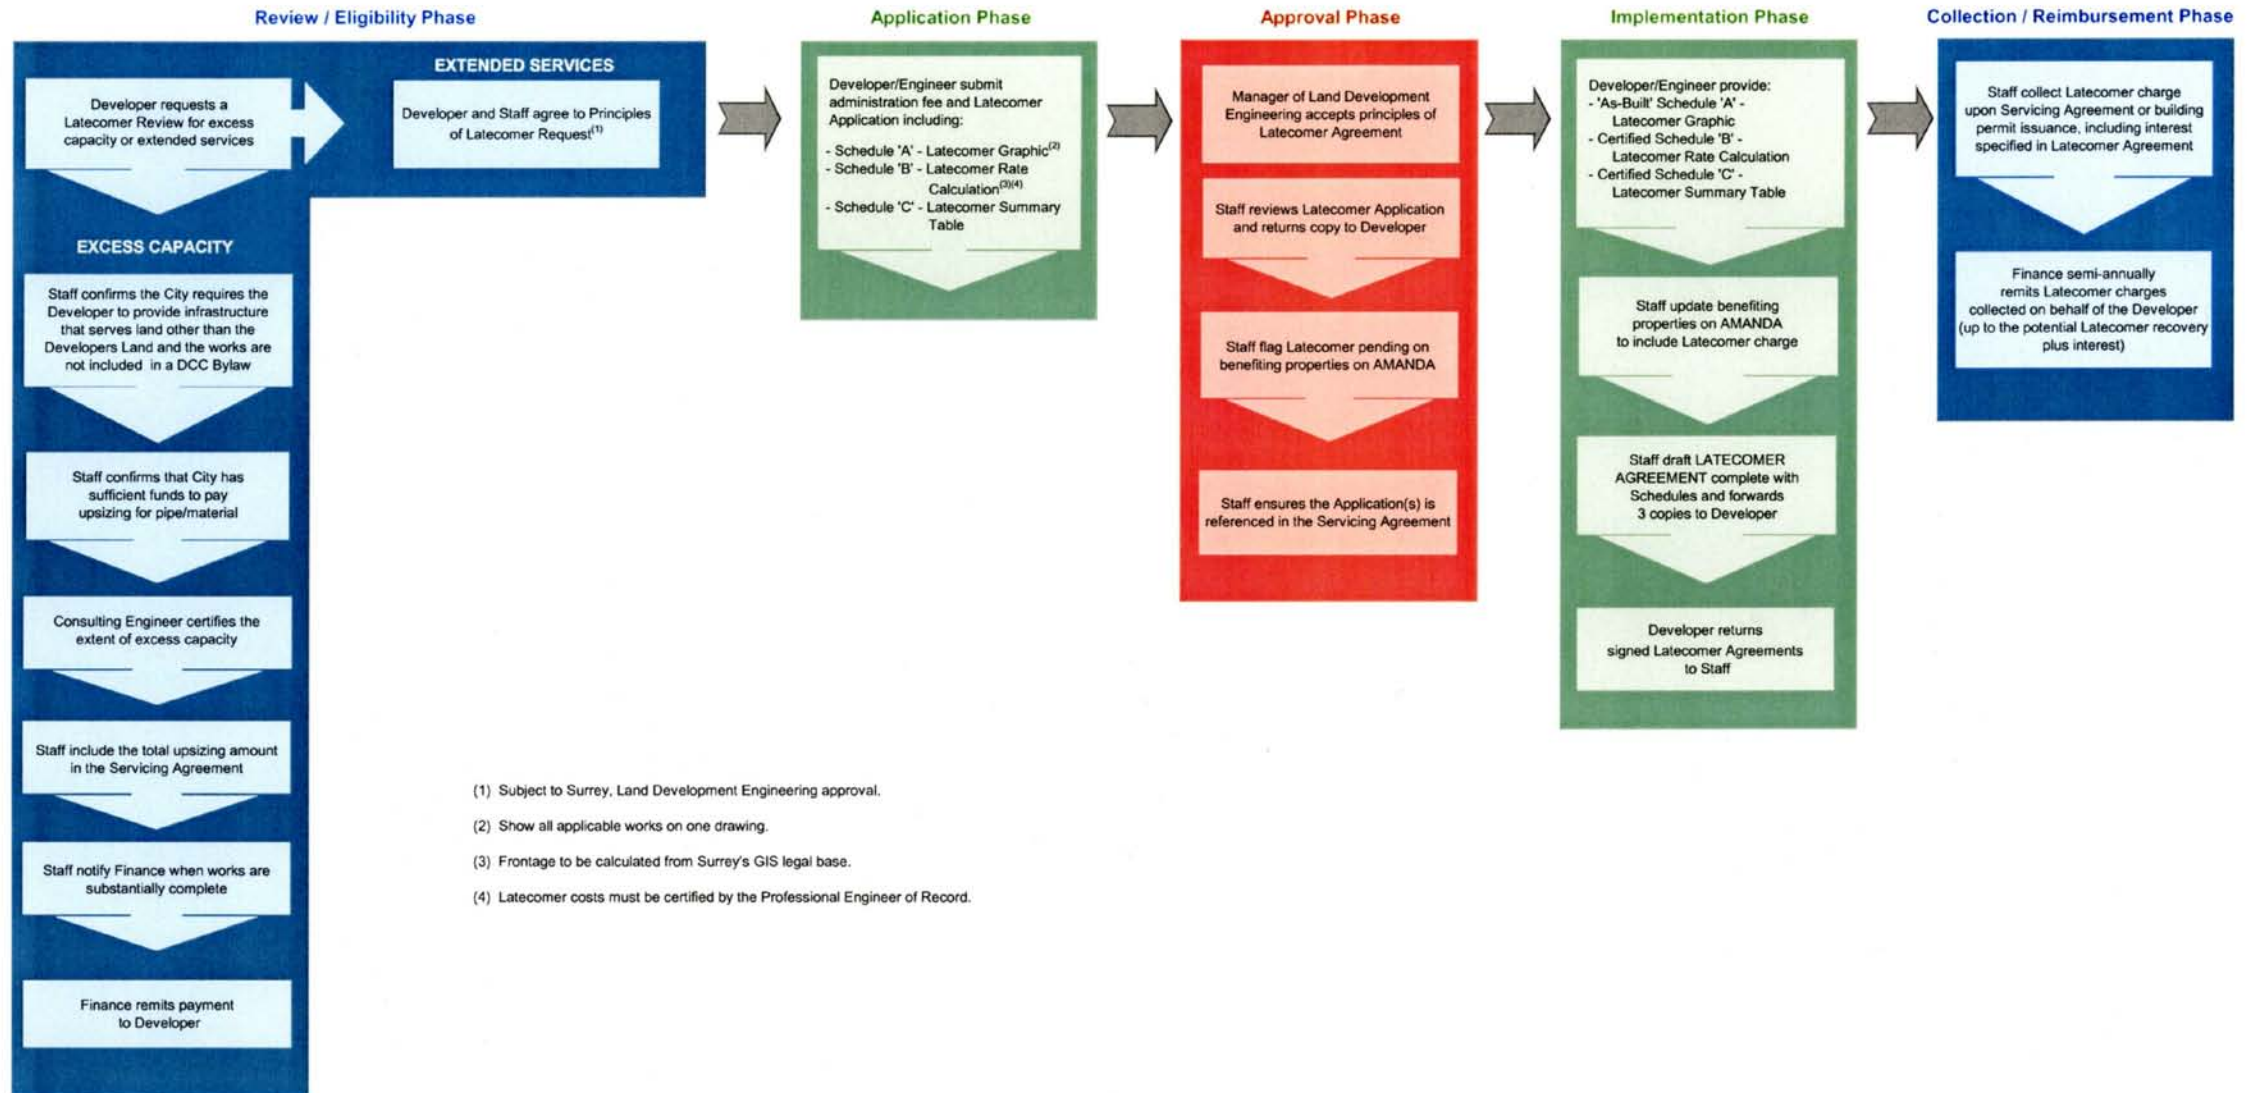 Review / Eligibility Phase
Developer requests a
Latecomer Review for excess
capacity or extended services
EXTENDED SERVICES
Developer and Staff agree to Principles
of Latecomer Request(1)
EXCESS CAPACITY
Staff confirms the City requires the
Developer to provide infrastructure
that serves land other than the
Developers Land and the works are
not included in a DCC Bylaw
Staff confirms that City has
sufficient funds to pay
upsizing for pipe/material
Consulting Engineer certifies the
extent of excess capacity
Staff include the total upsizing amount
in the Servicing Agreement
Staff notify Finance when works are
substantially complete
Finance remits payment
to Developer
Application Phase
Developer/Engineer submit
administration fee and Latecomer
Application including:
- Schedule 'A' - Latecomer Graphic(2)
- Schedule 'B' - Latecomer Rate
Calculation(3)(4)
- Schedule 'C' - Latecomer Summary
Table
Approval Phase
Manager of Land Development
Engineering accepts principles of
Latecomer Agreement
Staff reviews Latecomer Application
and returns copy to Developer
Staff flag Latecomer pending on
benefiting properties on AMANDA
Staff ensures the Application(s) is
referenced in the Servicing Agreement
Implementation Phase
Developer/Engineer provide:
- 'As-Built' Schedule 'A' -
Latecomer Graphic
- Certified Schedule 'B' -
Latecomer Rate Calculation
- Certified Schedule 'C' -
Latecomer Summary Table
Staff update benefiting
properties on AMANDA
to include Latecomer charge
Staff draft LATECOMER
AGREEMENT complete with
Schedules and forwards
3 copies to Developer
Developer returns
signed Latecomer Agreements
to Staff
Collection / Reimbursement Phase
Staff collect Latecomer charge
upon Servicing Agreement or building
permit issuance, including interest
specified in Latecomer Agreement
Finance semi-annually
remits Latecomer charges
collected on behalf of the Developer
(up to the potential Latecomer recovery
plus interest)
(1) Subject to Surrey, Land Development Engineering approval.
(2) Show all applicable works on one drawing.
(3) Frontage to be calculated from Surrey's GIS legal base.
(4) Latecomer costs must be certified by the Professional Engineer of Record.